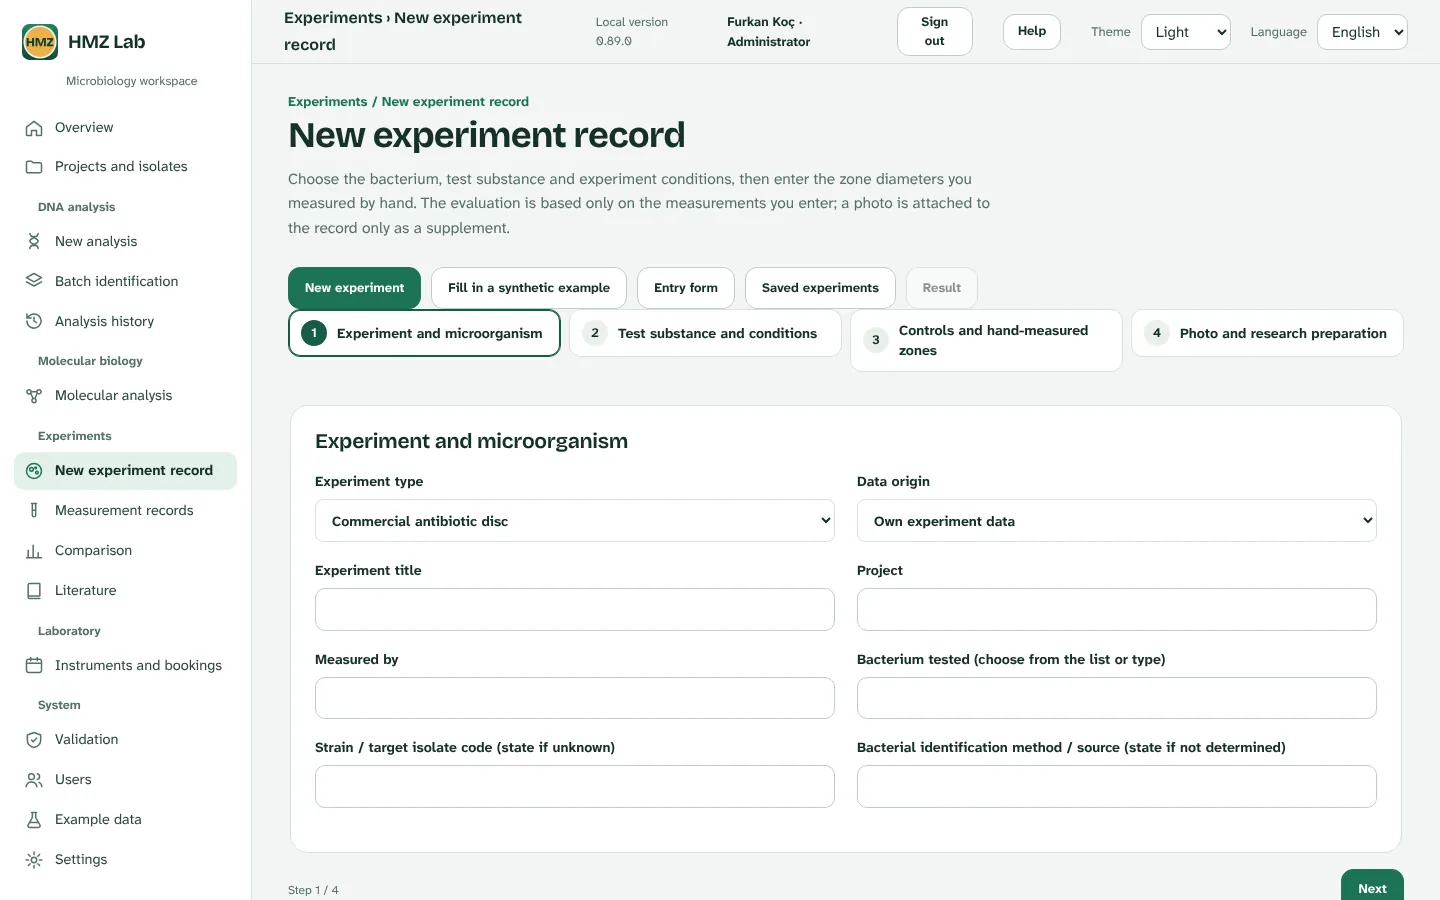 HMZ
HMZ Lab
Microbiology workspace
Overview
Projects and isolates
DNA analysis
New analysis
Batch identification
Analysis history
Molecular biology
Molecular analysis
Experiments
New experiment record
Measurement records
Comparison
Literature
Laboratory
Instruments and bookings
System
Validation
Users
Example data
Settings
Experiments › New experiment
record
Local version
0.89.0
Furkan Koç ·
Administrator
Sign
out
Help
Theme
Light
Language
English
Experiments / New experiment record
New experiment record
Choose the bacterium, test substance and experiment conditions, then enter the zone diameters you
measured by hand. The evaluation is based only on the measurements you enter; a photo is attached to
the record only as a supplement.
New experiment
Fill in a synthetic example
Entry form
Saved experiments
Result
1 Experiment and microorganism
2 Test substance and conditions
3 Controls and hand-measured
zones
4 Photo and research preparation
Experiment and microorganism
Experiment type
Commercial antibiotic disc
Data origin
Own experiment data
Experiment title
Project
Measured by
Bacterium tested (choose from the list or type)
Strain / target isolate code (state if unknown)
Bacterial identification method / source (state if not determined)
Step 1 / 4
Next